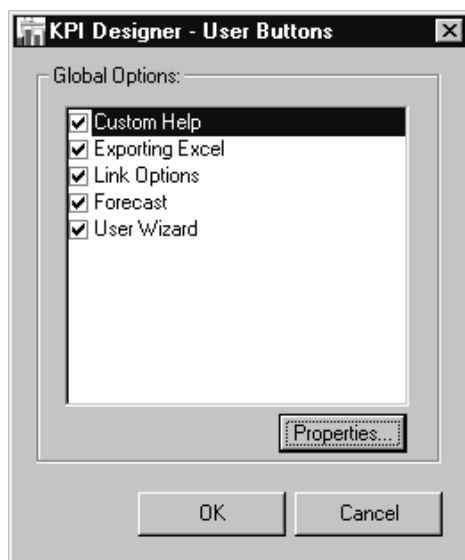 KPI Designer - User Buttons
Global Options:
Custom Help
Exporting Excel
Link Options
Forecast
User Wizard
Properties...
OK Cancel